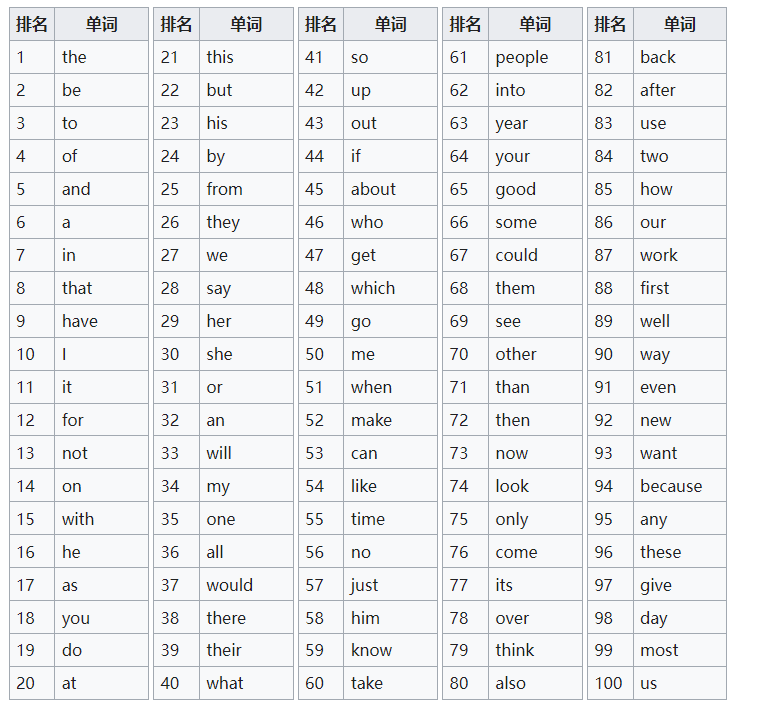 排名 单词 排名 单词 排名 单词 排名 单词 排名 单词
1 the 21 this 41 so 61 people 81 back
2 be 22 but 42 up 62 into 82 after
3 to 23 his 43 out 63 year 83 use
4 of 24 by 44 if 64 your 84 two
5 and 25 from 45 about 65 good 85 how
6 a 26 they 46 who 66 some 86 our
7 in 27 we 47 get 67 could 87 work
8 that 28 say 48 which 68 them 88 first
9 have 29 her 49 go 69 see 89 well
10 I 30 she 50 me 70 other 90 way
11 it 31 or 51 when 71 than 91 even
12 for 32 an 52 make 72 then 92 new
13 not 33 will 53 can 73 now 93 want
14 on 34 my 54 like 74 look 94 because
15 with 35 one 55 time 75 only 95 any
16 he 36 all 56 no 76 come 96 these
17 as 37 would 57 just 77 its 97 give
18 you 38 there 58 him 78 over 98 day
19 do 39 their 59 know 79 think 99 most
20 at 40 what 60 take 80 also 100 us